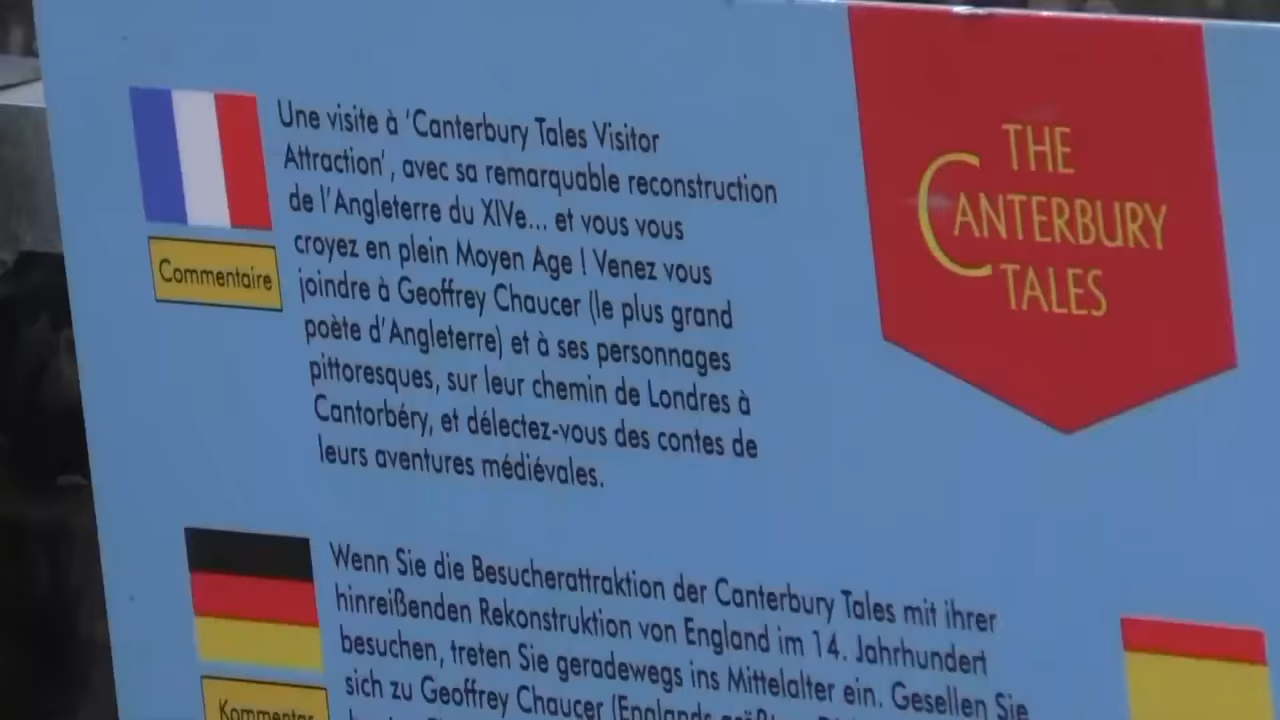 Une visite à 'Canterbury Tales Visitor
Attraction', avec sa remarquable reconstruction
de l'Angleterre du XIVe... et vous vous
croyez en plein Moyen Age ! Venez vous
joindre à Geoffrey Chaucer (le plus grand
poète d'Angleterre) et à ses personnages
pittoresques, sur leur chemin de Londres à
Cantorbéry, et délectez-vous des contes de
leurs aventures médiévales.
Commentaire
THE
CANTERBURY
TALES
Wenn Sie die Besucherattraktion der Canterbury Tales mit ihrer
hinreißenden Rekonstruktion von England im 14. Jahrhundert
besuchen, treten Sie geradewegs ins Mittelalter ein. Gesellen Sie
sich zu Geoffrey Chaucer (Englands
Kommentar